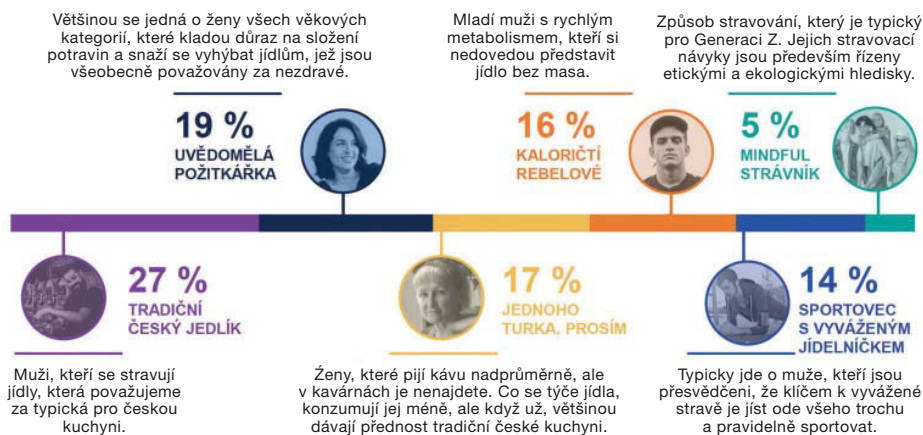 Většinou se jedná o ženy všech věkových
kategorií, které kladou důraz na složení
potravin a snaží se vyhýbat jídlům, jež jsou
všeobecně považovány za nezdravé.
19 %
UVĚDOMĚLÁ
POŽITKÁŘKA
Mladí muži s rychlým
metabolismem, kteří si
nedovedou představit
jídlo bez masa.
16 %
KALORIČTÍ
REBELOVÉ
Způsob stravování, který je typický
pro Generaci Z. Jejich stravovací
návyky jsou především řízeny
etickými a ekologickými hledisky.
5 %
MINDFUL
STRÁVNÍK
27 %
TRADIČNÍ
ČESKÝ JEDLÍK
Muži, kteří se stravují
jídly, která považujeme
za typická pro českou
kuchyni.
17 %
JEDNOHO
TURKA, PROSÍM
Źeny, které pijí kávu nadprůměrně, ale
v kavárnách je nenajdete. Co se týče jídla,
konzumují jej méně, ale když už, většinou
dávají přednost tradiční české kuchyni.
14 %
SPORTOVEC
S VYVÁŽENÝM
JÍDELNÍČKEM
Typicky jde o muže, kteří jsou
přesvědčeni, že klíčem k vyvážené
stravě je jíst ode všeho trochu
a pravidelně sportovat.